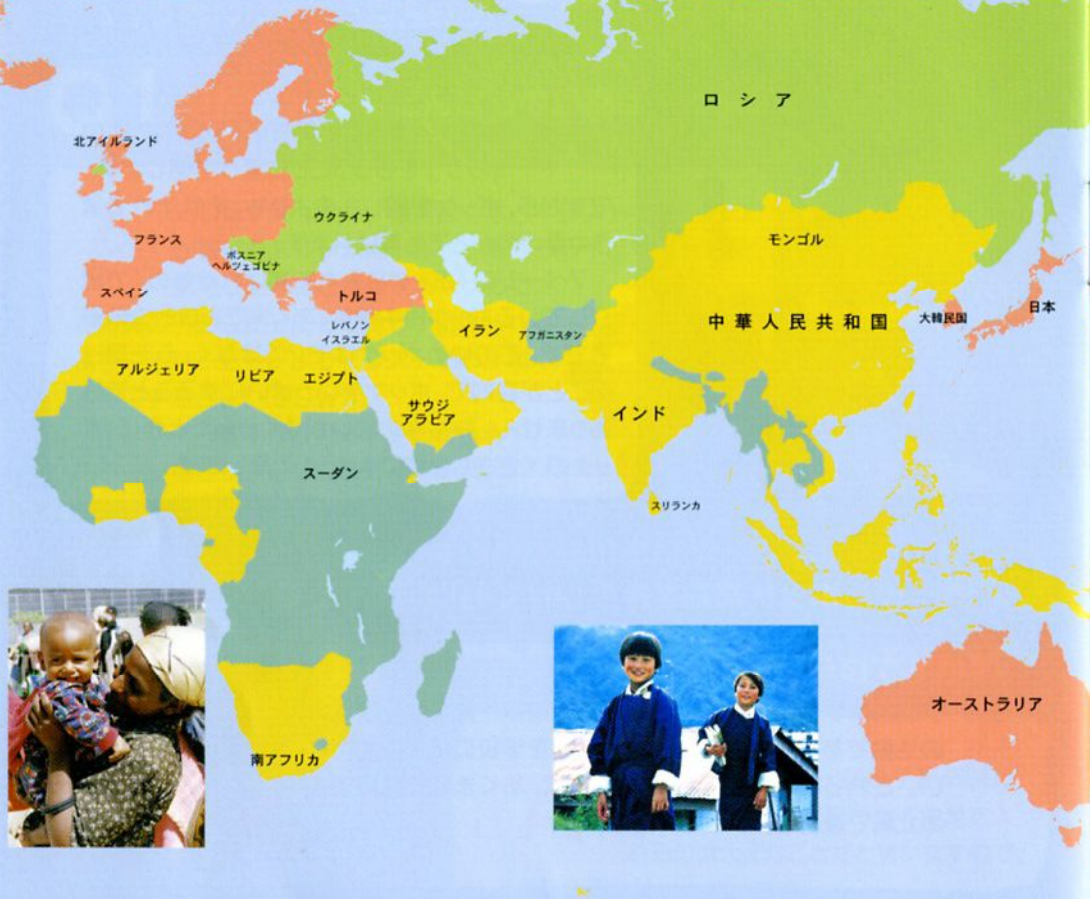 ロシア
北アイルランド
ウクライナ
フランス
ボスニア
ヘルツェゴビナ
モンゴル
スペイン
トルコ
日本
大韓民国
中華人民共和国
レバノン
イスラエル
イラン
アフガニスタン
アルジェリア
リビア
エジプト
サウジ
アラビア
インド
スーダン
スリランカ
オーストラリア
南アフリカ